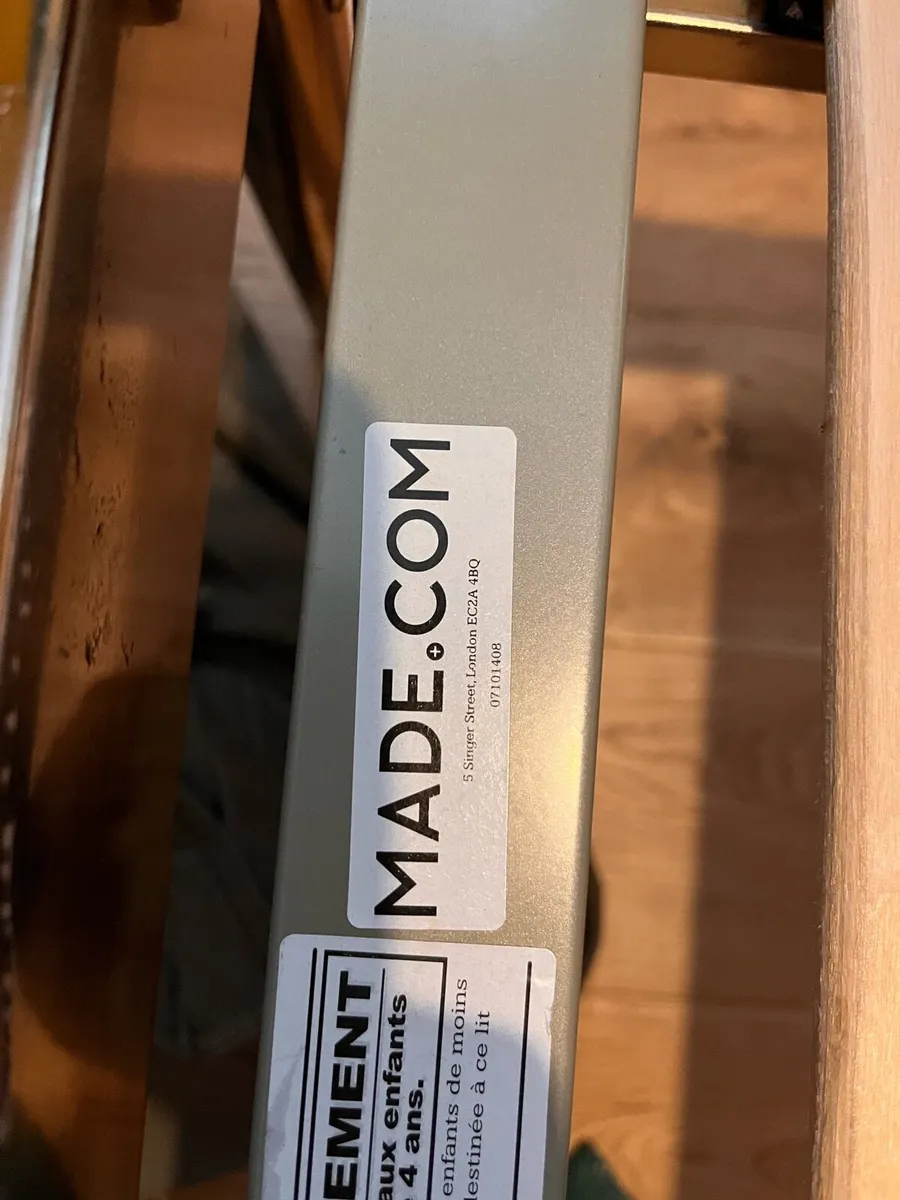 MADE.COM
5 Singer Street, London EC2A 4BQ
07101408
EMENT
aux enfants
4 ans.
enfants de moins
destinée à ce lit